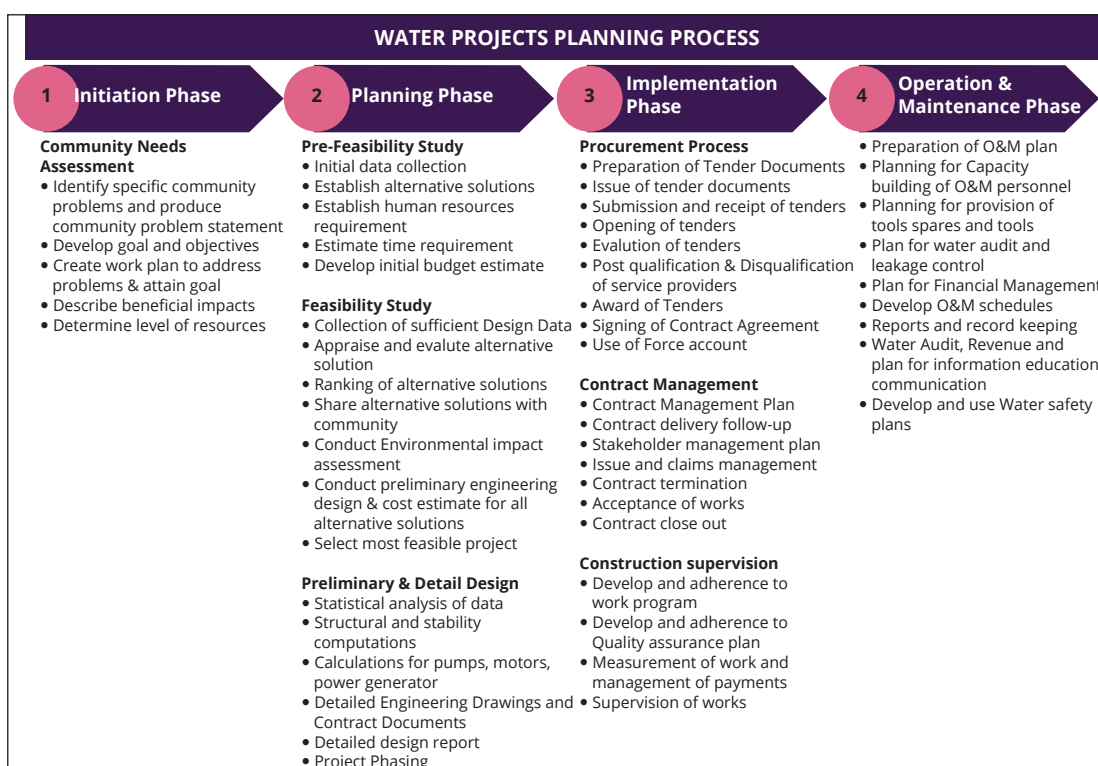 WATER PROJECTS PLANNING PROCESS
1 Initiation Phase
Community Needs
Assessment
• Identify specific community
problems and produce
community problem statement
• Develop goal and objectives
• Create work plan to address
problems & attain goal
• Describe beneficial impacts
• Determine level of resources
2 Planning Phase
Pre-Feasibility Study
• Initial data collection
• Establish alternative solutions
• Establish human resources
requirement
• Estimate time requirement
• Develop initial budget estimate
Feasibility Study
• Collection of sufficient Design Data
• Appraise and evalute alternative
solution
• Ranking of alternative solutions
• Share alternative solutions with
community
• Conduct Environmental impact
assessment
• Conduct preliminary engineering
design & cost estimate for all
alternative solutions
• Select most feasible project
Preliminary & Detail Design
• Statistical analysis of data
• Structural and stability
computations
• Calculations for pumps, motors,
power generator
• Detailed Engineering Drawings and
Contract Documents
• Detailed design report
• Project Phasing
3 Implementation
Phase
Procurement Process
• Preparation of Tender Documents
• Issue of tender documents
• Submission and receipt of tenders
• Opening of tenders
• Evalution of tenders
• Post qualification & Disqualification
of service providers
• Award of Tenders
• Signing of Contract Agreement
• Use of Force account
Contract Management
• Contract Management Plan
• Contract delivery follow-up
• Stakeholder management plan
• Issue and claims management
• Contract termination
• Acceptance of works
• Contract close out
Construction supervision
• Develop and adherence to
work program
• Develop and adherence to
Quality assurance plan
• Measurement of work and
management of payments
• Supervision of works
4 Operation &
Maintenance Phase
• Preparation of O&M plan
• Planning for Capacity
building of O&M personnel
• Planning for provision of
tools spares and tools
• Plan for water audit and
leakage control
• Plan for Financial Management
• Develop O&M schedules
• Reports and record keeping
• Water Audit, Revenue and
plan for information education
communication
• Develop and use Water safety
plans